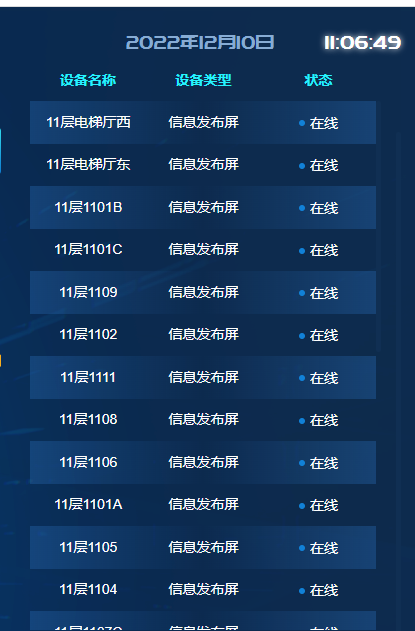 2022年12月10日 11:06:49
设备名称 设备类型 状态
11层电梯厅西 信息发布屏 在线
11层电梯厅东 信息发布屏 在线
11层1101B 信息发布屏 在线
11层1101C 信息发布屏 在线
11层1109 信息发布屏 在线
11层1102 信息发布屏 在线
11层1111 信息发布屏 在线
11层1108 信息发布屏 在线
11层1106 信息发布屏 在线
11层1101A 信息发布屏 在线
11层1105 信息发布屏 在线
11层1104 信息发布屏 在线
信息发布屏 在线